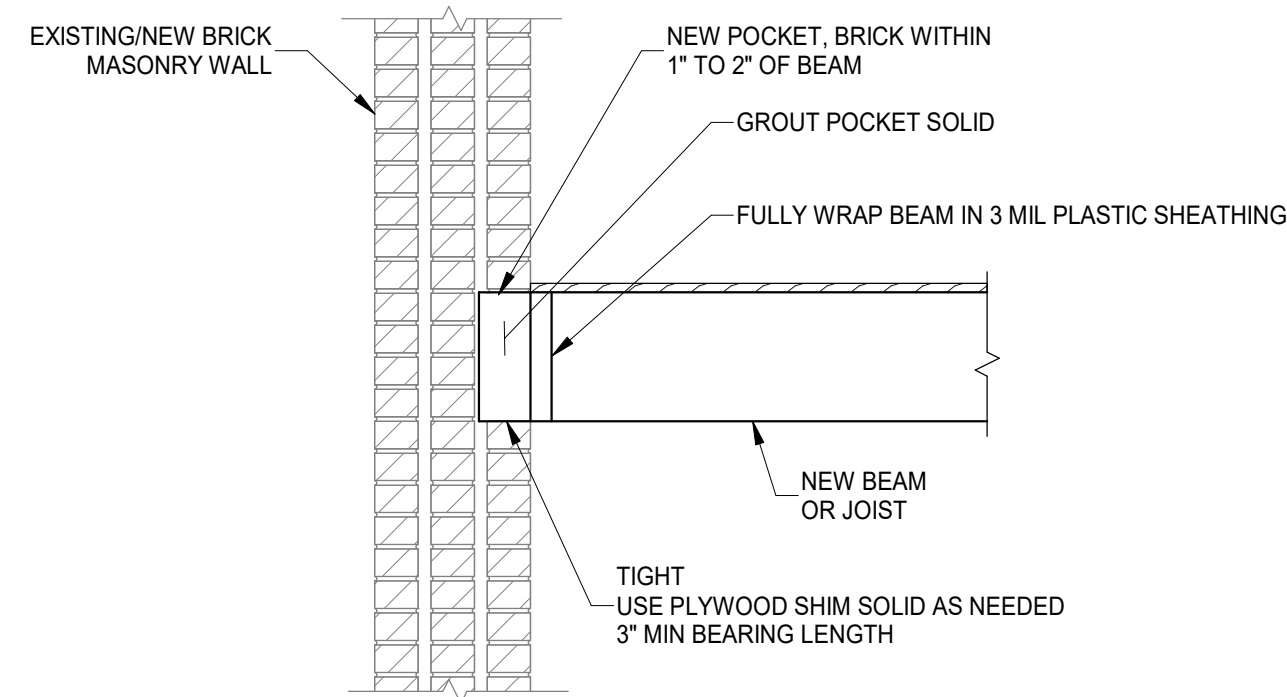 EXISTING/NEW BRICK
MASONRY WALL
NEW POCKET, BRICK WITHIN
1" TO 2" OF BEAM
GROUT POCKET SOLID
FULLY WRAP BEAM IN 3 MIL PLASTIC SHEATHING
NEW BEAM
OR JOIST
TIGHT
USE PLYWOOD SHIM SOLID AS NEEDED
3" MIN BEARING LENGTH